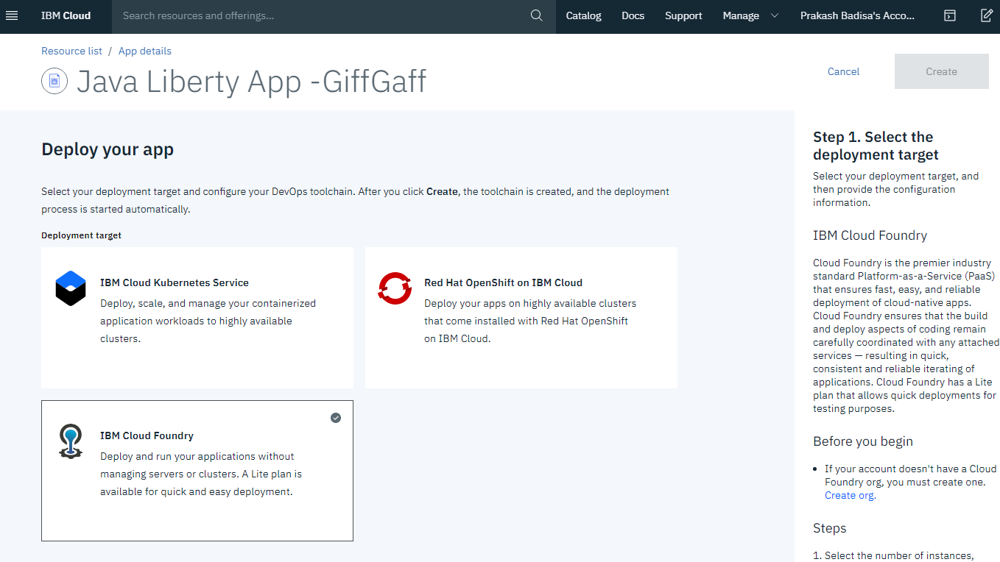 IBM Cloud
Search resources and offerings...
Catalog
Docs
Support
Manage
Prakash Badisa's Acco...
Resource list / App details
Java Liberty App -GiffGaff
Cancel
Create
Deploy your app
Select your deployment target and configure your DevOps toolchain. After you click Create, the toolchain is created, and the deployment
process is started automatically.
Deployment target
IBM Cloud Kubernetes Service
Deploy, scale, and manage your containerized
application workloads to highly available
clusters.
Red Hat OpenShift on IBM Cloud
Deploy your apps on highly available clusters
that come installed with Red Hat OpenShift
on IBM Cloud.
IBM Cloud Foundry
Deploy and run your applications without
managing servers or clusters. A Lite plan is
available for quick and easy deployment.
Step 1. Select the
deployment target
Select your deployment target, and
then provide the configuration
information.
IBM Cloud Foundry
Cloud Foundry is the premier industry
standard Platform-as-a-Service (PaaS)
that ensures fast, easy, and reliable
deployment of cloud-native apps.
Cloud Foundry ensures that the build
and deploy aspects of coding remain
carefully coordinated with any attached
services — resulting in quick,
consistent and reliable iterating of
applications. Cloud Foundry has a Lite
plan that allows quick deployments for
testing purposes.
Before you begin
• If your account doesn't have a Cloud
Foundry org, you must create one.
Create org.
Steps
1. Select the number of instances,